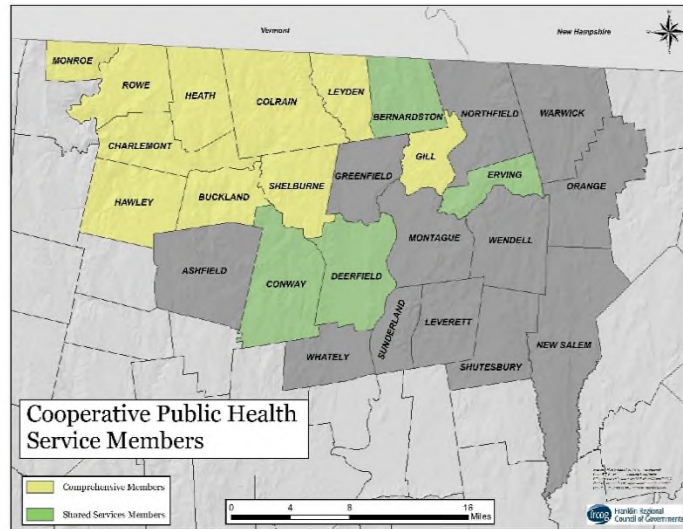 Vermont
New Hampshire
MONROE
ROWE
HEATH
COLRAIN
LEYDEN
BERNARDSTON
NORTHFIELD
WARWICK
CHARLEMONT
GILL
ERVING
GREENFIELD
ORANGE
HAWLEY
BUCKLAND
SHELBURNE
ASHFIELD
CONWAY
DEERFIELD
MONTAGUE
WENDELL
SUNDERLAND
LEVERETT
NEW SALEM
WHATELY
SHUTESBURY
Cooperative Public Health
Service Members
Comprehensive Members
Shared Services Members
0 4 8 16
Miles
frcog
Franklin Regional
Council of Governments